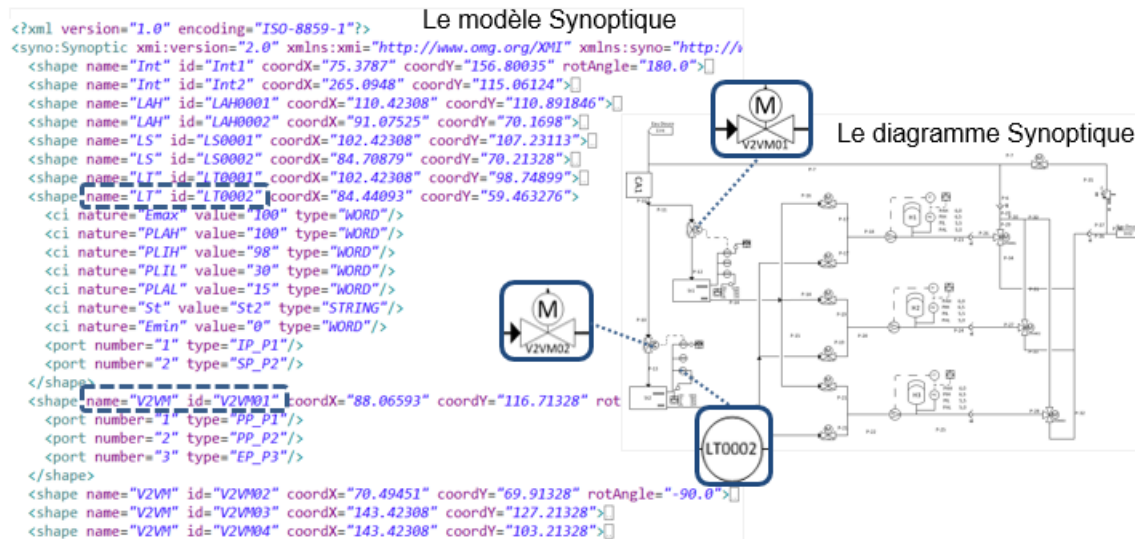 Le modèle Synoptique
<?xml version="1.0" encoding="ISO-8859-1"?>
<syno:Synoptic xmi:version="2.0" xmlns:xmi="http://www.omg.org/XMI" xmlns:syno="http://
<shape name="Int" id="Int1" coordX="75.3787" coordY="156.80035" rotAngle="180.0">
<shape name="Int" id="Int2" coordX="265.0948" coordY="115.06124">
<shape name="LAH" id="LAH0001" coordX="110.42308" coordY="110.891846">
<shape name="LAH" id="LAH0002" coordX="91.07525" coordY="70.1698">
<shape name="LS" id="LS0001" coordX="102.42308" coordY="107.23113">
<shape name="LS" id="LS0002" coordX="84.70879" coordY="70.21328">
<shape name="LT" id="LT0001" coordX="102.42308" coordY="98.74899">
<shape name="LT" id="LT0002" coordX="84.44093" coordY="59.463276">
<ci nature="Emax" value="100" type="WORD"/>
<ci nature="PLAH" value="100" type="WORD"/>
<ci nature="PLIH" value="98" type="WORD"/>
<ci nature="PLIL" value="30" type="WORD"/>
<ci nature="PLAL" value="15" type="WORD"/>
<ci nature="St" value="St2" type="STRING"/>
<ci nature="Emin" value="0" type="WORD"/>
<port number="1" type="IP_P1"/>
<port number="2" type="SP_P2"/>
</shape>
<shape name="V2VM" id="V2VM01" coordX="88.06593" coordY="116.71328" rot
<port number="1" type="PP_P1"/>
<port number="2" type="PP_P2"/>
<port number="3" type="EP_P3"/>
</shape>
<shape name="V2VM" id="V2VM02" coordX="70.49451" coordY="69.91328" rotAngle="-90.0">
<shape name="V2VM" id="V2VM03" coordX="143.42308" coordY="127.21328">
<shape name="V2VM" id="V2VM04" coordX="143.42308" coordY="103.21328">
M
V2VM01
Le diagramme Synoptique
CA1
H1
H2
H3
M
V2VM02
LT0002